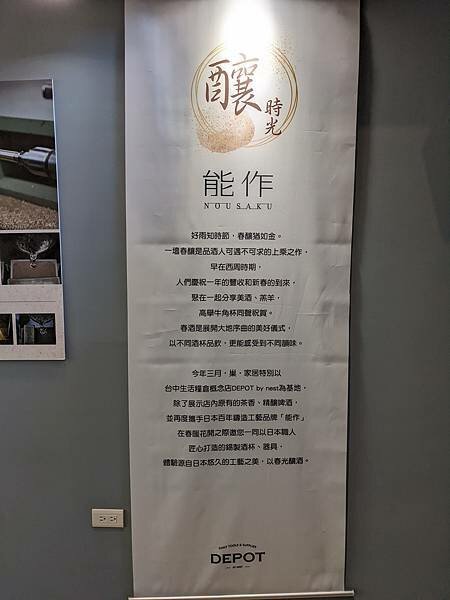 釀
時光
能作
NOUSAKU
好雨知時節，春釀猶如金。
一壜春釀是品酒人可遇不可求的上乘之作，
早在西周時期，
人們慶祝一年的豐收和新春的到來，
聚在一起分享美酒、羔羊，
高舉牛角杯同聲祝賀。
春酒是展開大地序曲的美好儀式，
以不同酒杯品飲，更能感受到不同韻味。
今年三月，巢·家居特別以
台中生活糧倉概念店DEPOT by nest為基地，
除了展示店內原有的茶香、精釀啤酒，
並再度攜手日本百年鑄造工藝品牌「能作」
在春暖花開之際邀您一同以日本職人
匠心打造的錫製酒杯、器具，
體驗源自日本悠久的工藝之美，以春光釀酒。
DAILY TOOLS & SUPPLIES
DEPOT
BY NEST